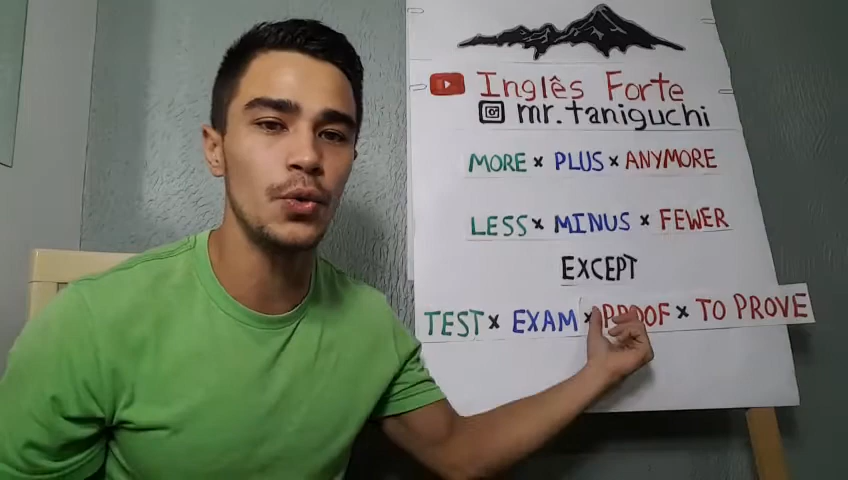 Inglês Forte
mr.taniguchi
MORE × PLUS × ANYMORE
LESS × MINUS × FEWER
EXCEPT
TEST × EXAM × PROOF × TO PROVE